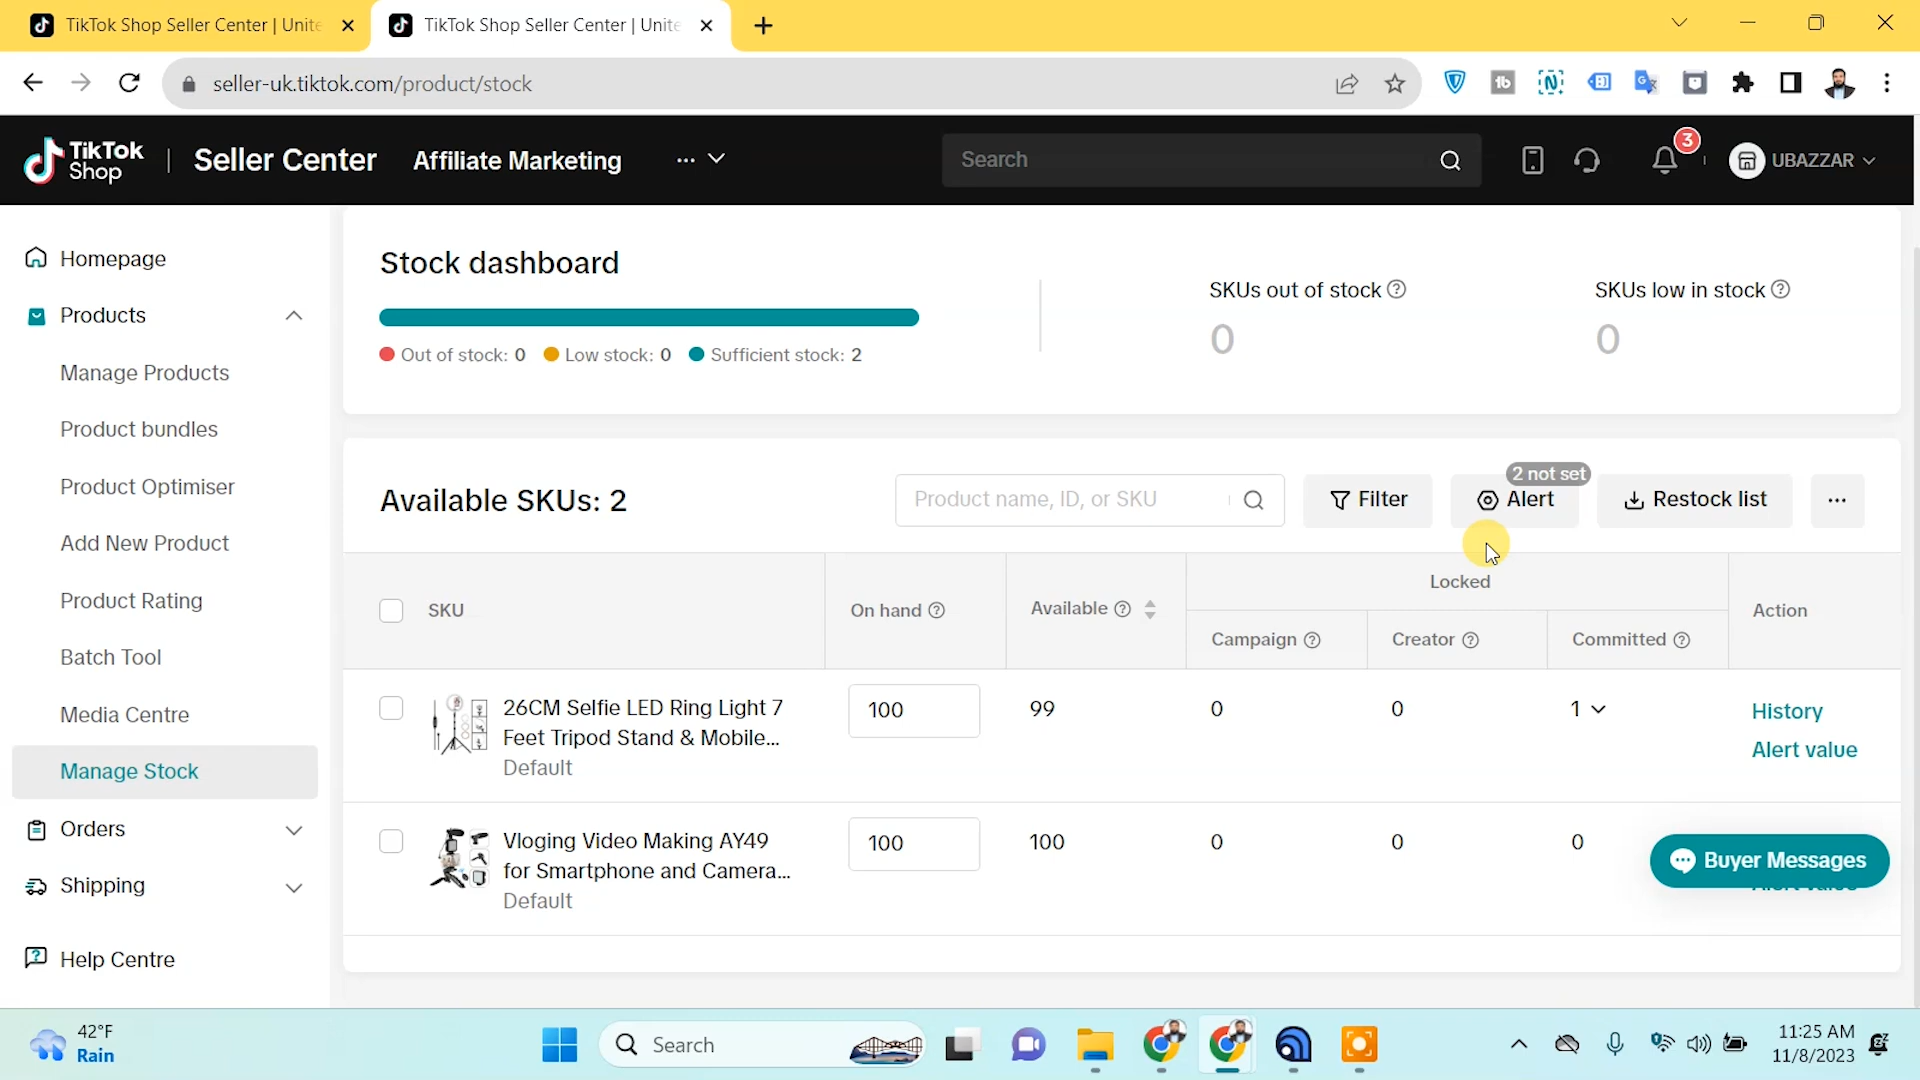 TikTok Shop Seller Center | Unite
TikTok Shop Seller Center | Unite
seller-uk.tiktok.com/product/stock
TikTok Shop | Seller Center Affiliate Marketing ... Search 3 UBAZZAR
Homepage
Products
Manage Products
Product bundles
Product Optimiser
Add New Product
Product Rating
Batch Tool
Media Centre
Manage Stock
Orders
Shipping
Help Centre
Stock dashboard
Out of stock: 0 Low stock: 0 Sufficient stock: 2
SKUs out of stock
0
SKUs low in stock
0
Available SKUs: 2
Product name, ID, or SKU
Filter
2 not set
Alert
Restock list
...
SKU On hand Available Locked Action
Campaign Creator Committed
26CM Selfie LED Ring Light 7
Feet Tripod Stand & Mobile...
Default
100 99 0 0 1
History
Alert value
Vloging Video Making AY49
for Smartphone and Camera...
Default
100 100 0 0 0
Buyer Messages
42°F
Rain
Search
11:25 AM
11/8/2023